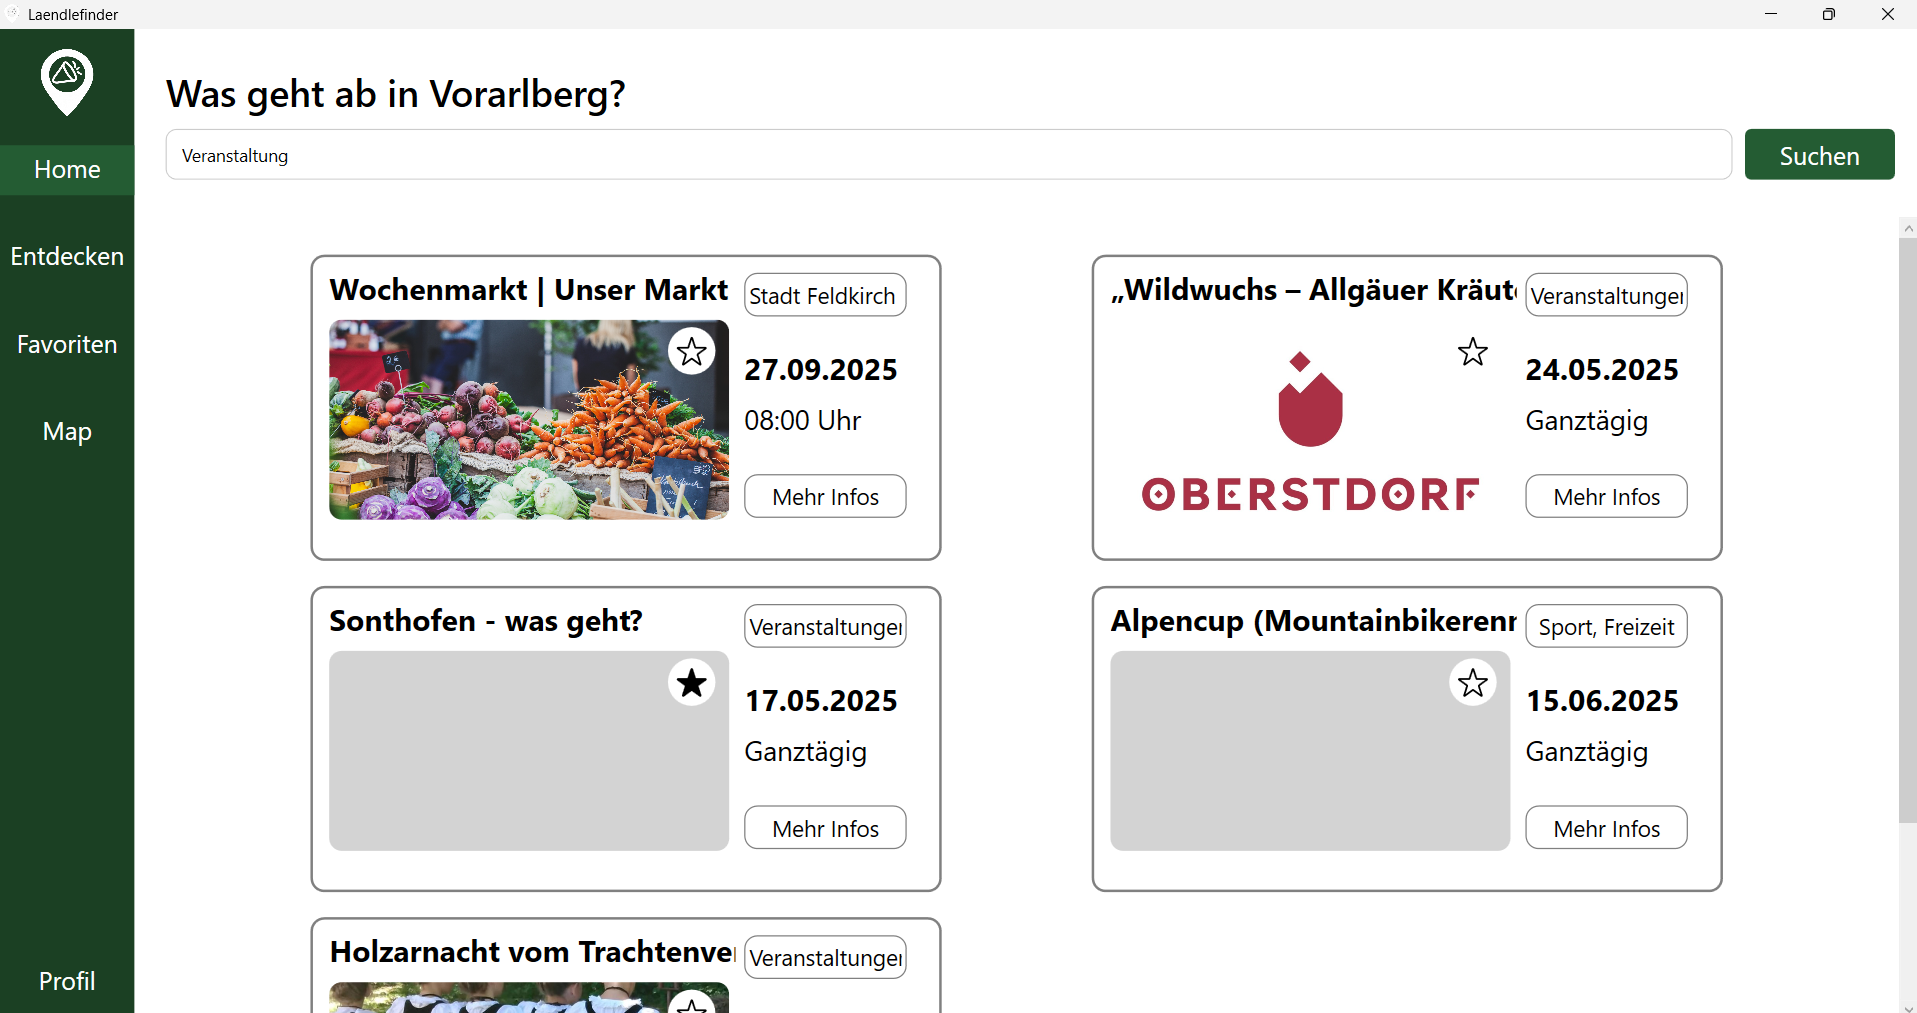 Laendlefinder
Home
Entdecken
Favoriten
Map
Profil
Was geht ab in Vorarlberg?
Veranstaltung
Suchen
Wochenmarkt | Unser Markt
Stadt Feldkirch
27.09.2025
08:00 Uhr
Mehr Infos
„Wildwuchs – Allgäuer Kräut
Veranstaltunge
OBERSTDORF
24.05.2025
Ganztägig
Mehr Infos
Sonthofen - was geht?
Veranstaltunge
17.05.2025
Ganztägig
Mehr Infos
Alpencup (Mountainbikeren
Sport, Freizeit
15.06.2025
Ganztägig
Mehr Infos
Holzarnacht vom Trachtenve
Veranstaltunge